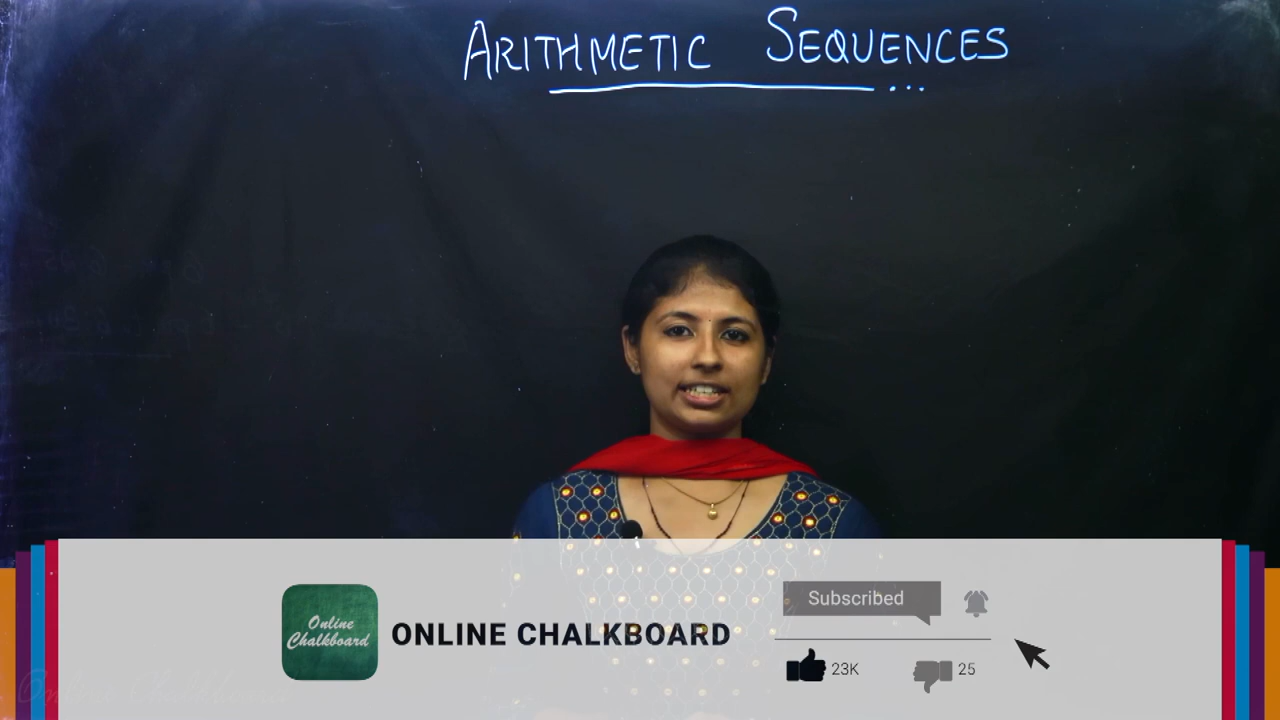 ARITHMETIC SEQUENCES
...
Online
Chalkboard
ONLINE CHALKBOARD
Subscribed
23K
25